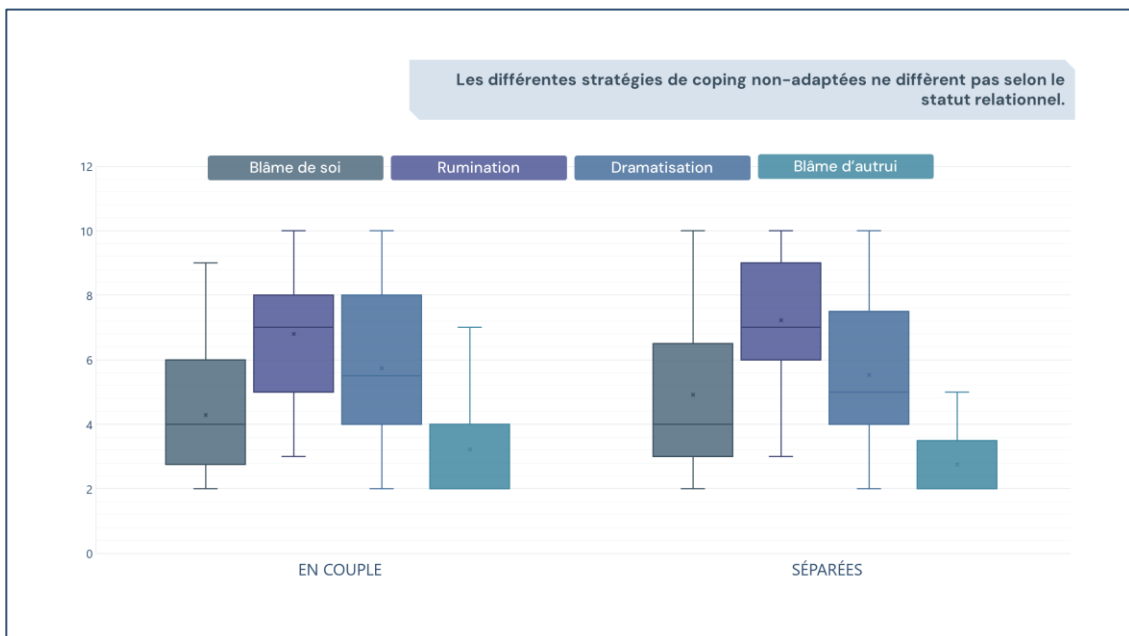 Les différentes stratégies de coping non-adaptées ne diffèrent pas selon le
statut relationnel.
Blâme de soi
Rumination
Dramatisation
Blâme d'autrui
12
10
8
6
4
2
0
EN COUPLE
SÉPARÉES